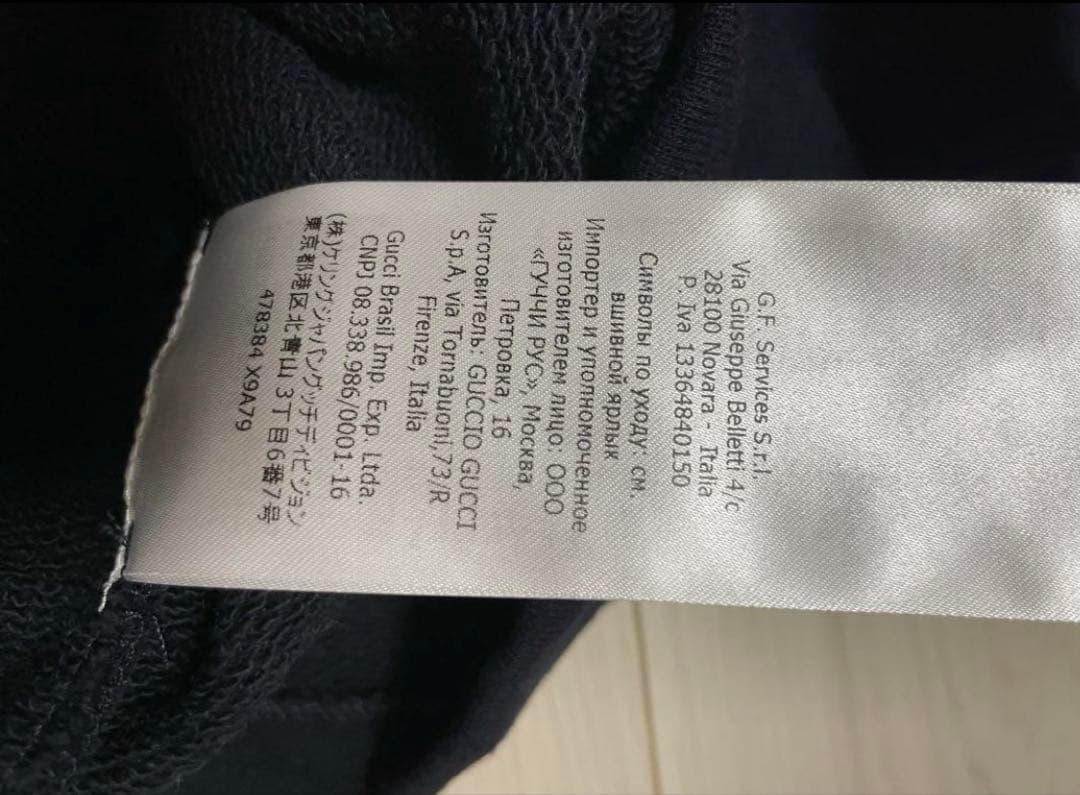 G.F. Services S.r.l.
Via Giuseppe Belletti 4/c
28100 Novara - Italia
P. Iva 13364840150
Символы по уходу: см.
вшивной ярлык
Импортер и уполномоченное
изготовителем лицо: ООО
«ГУЧЧИ РУС», Москва,
Петровка, 16
Изготовитель: GUCCIO GUCCI
S.p.A, via Tornabuoni,73/R
Firenze, Italia
Gucci Brasil Imp. Exp. Ltda.
CNPJ 08.338.986/0001-16
(株)ケリングジャパングッチディビジョン
東京都港区北青山 3丁目6番7号
478384 X9A79